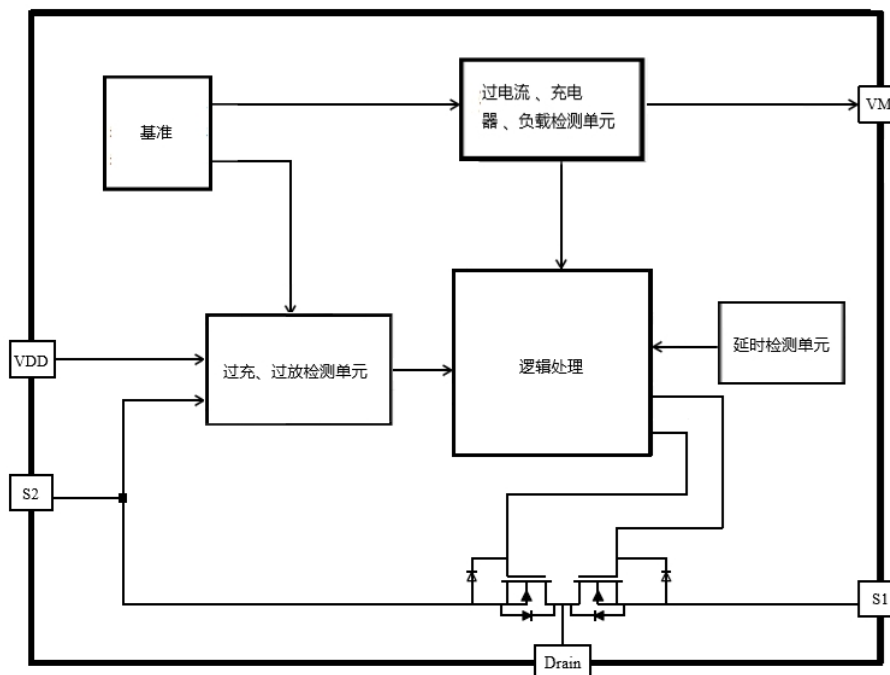 过电流 、充电
器 、负载检测单元
VM
基准
VDD
过充、过放检测单元
逻辑处理
延时检测单元
S2
S1
Drain